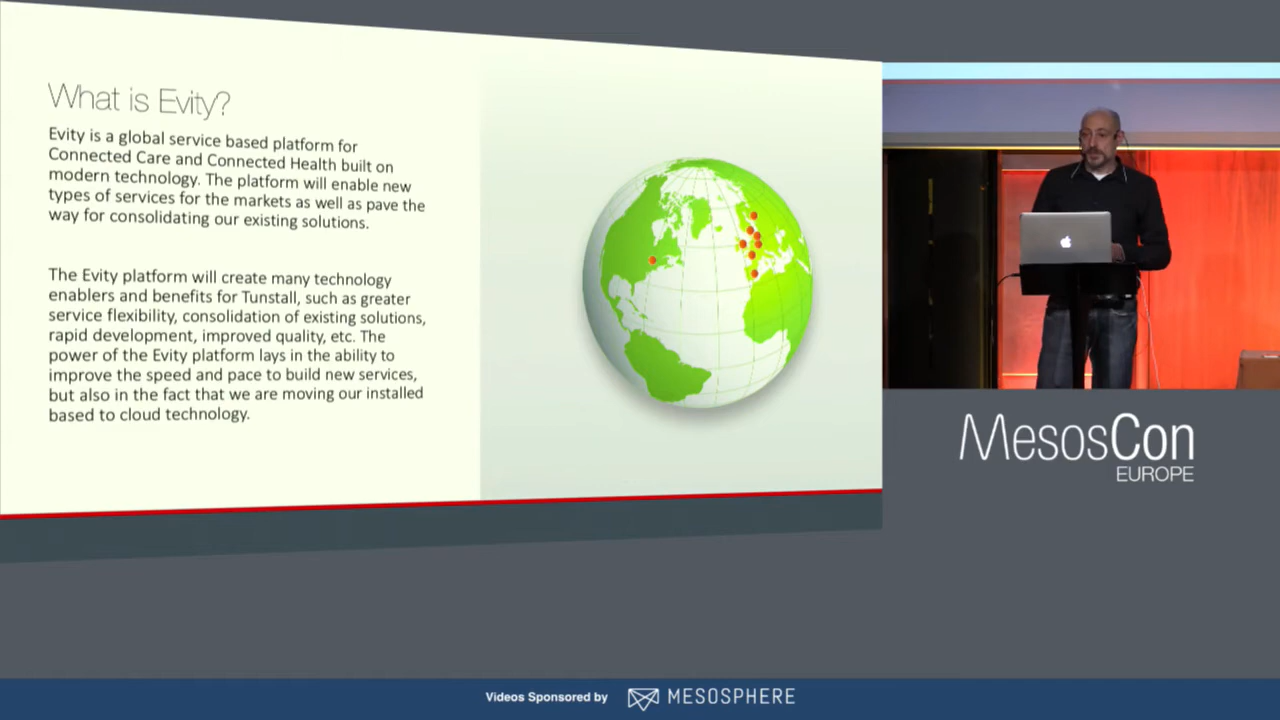 What is Evity?
Evity is a global service based platform for
Connected Care and Connected Health built on
modern technology. The platform will enable new
types of services for the markets as well as pave the
way for consolidating our existing solutions.
The Evity platform will create many technology
enablers and benefits for Tunstall, such as greater
service flexibility, consolidation of existing solutions,
rapid development, improved quality, etc. The
power of the Evity platform lays in the ability to
improve the speed and pace to build new services,
but also in the fact that we are moving our installed
based to cloud technology.
MesosCon
EUROPE
Videos Sponsored by MESOSPHERE